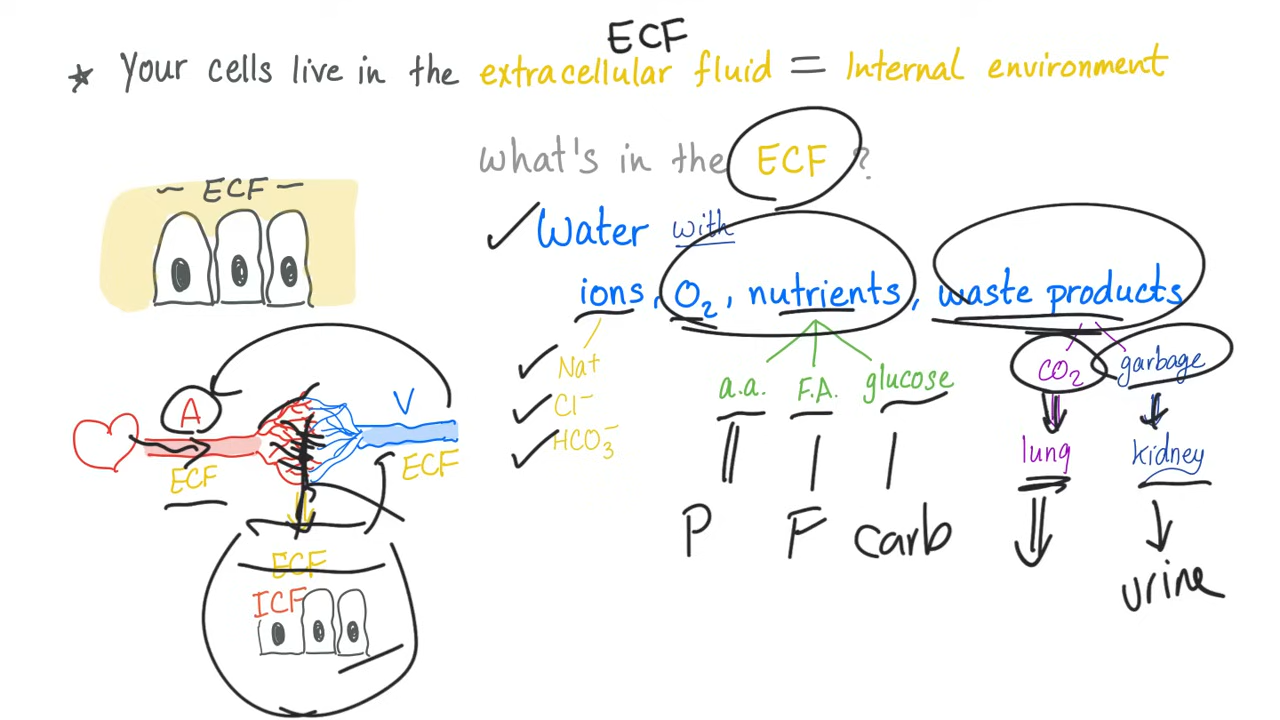 ECF
★ Your cells live in the extracellular fluid = Internal environment
What's in the ECF ?
~ ECF ~
Water with
ions, O₂, nutrients, waste products
Na+
Cl⁻
HCO₃⁻
a.a. F.A. glucose
CO₂ garbage
lung kidney
P F carb
urine
A V
ECF ECF
ECF
ICF